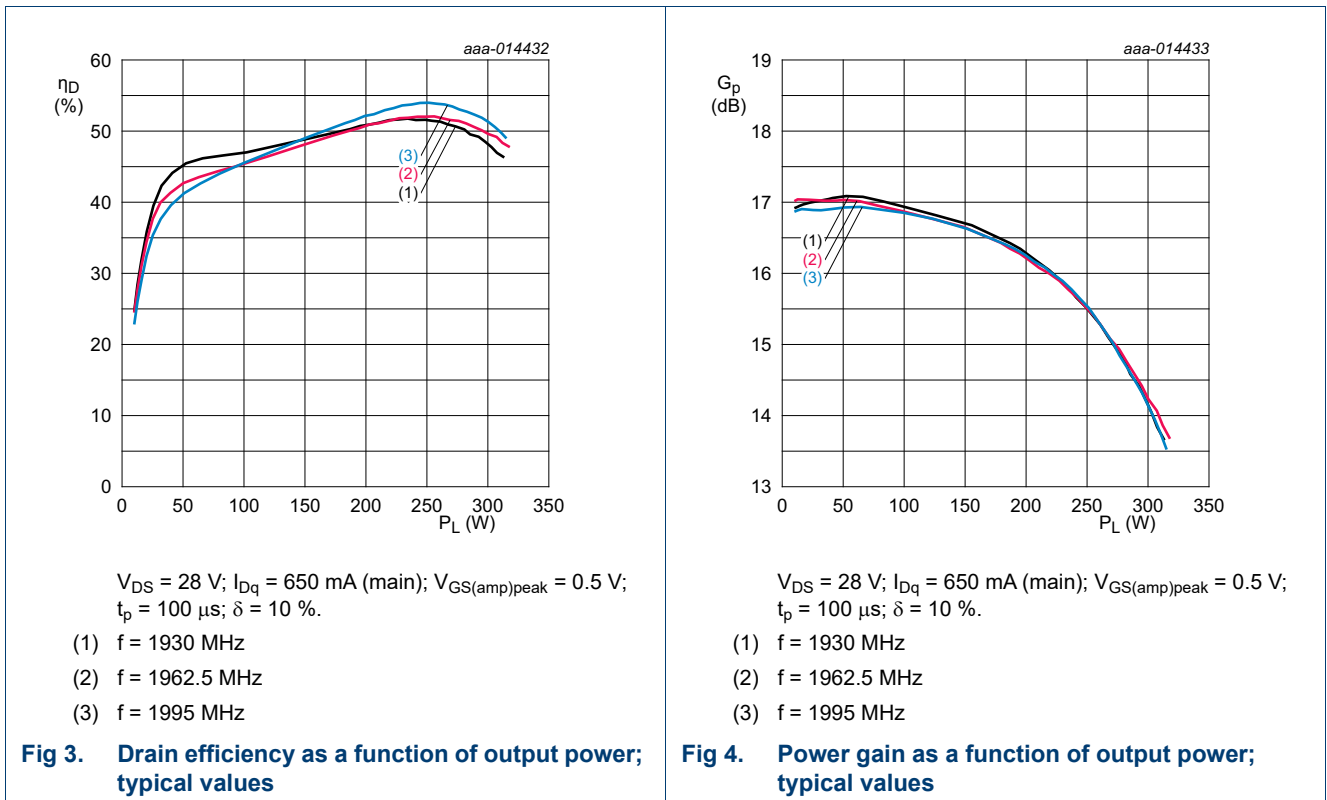 aaa-014432
60
50
40
30
20
10
0
ηD
(%)
(3)
(2)
(1)
0 50 100 150 200 250 300 350
PL (W)
VDS = 28 V; IDq = 650 mA (main); VGS(amp)peak = 0.5 V;
tp = 100 μs; δ = 10 %.
(1) f = 1930 MHz
(2) f = 1962.5 MHz
(3) f = 1995 MHz
Fig 3. Drain efficiency as a function of output power;
typical values
aaa-014433
19
18
17
16
15
14
13
Gp
(dB)
(1)
(2)
(3)
0 50 100 150 200 250 300 350
PL (W)
VDS = 28 V; IDq = 650 mA (main); VGS(amp)peak = 0.5 V;
tp = 100 μs; δ = 10 %.
(1) f = 1930 MHz
(2) f = 1962.5 MHz
(3) f = 1995 MHz
Fig 4. Power gain as a function of output power;
typical values